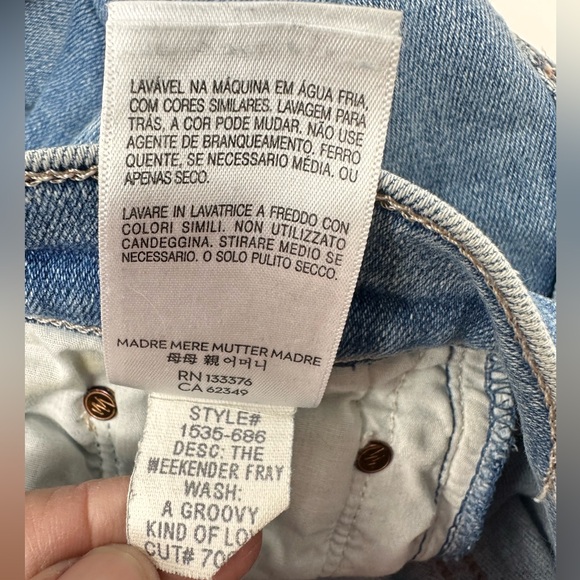 LAVÁVEL NA MÁQUINA EM ÁGUA FRIA,
COM CORES SIMILARES. LAVAGEM PARA
TRÁS, A COR PODE MUDAR, NÃO USE
AGENTE DE BRANQUEAMENTO. FERRO
QUENTE, SE NECESSARIO MÉDIA. OU
APENAS SECO.
LAVARE IN LAVATRICE A FREDDO CON
COLORI SIMILI. NON UTILIZZATO
CANDEGGINA. STIRARE MEDIO SE
NECESSARIO. O SOLO PULITO SECCO.
MADRE MERE MUTTER MADRE
母母 親 어머니
RN 133376
CA 62349
STYLE#
1535-686
DESC: THE
WEEKENDER FRAY
WASH:
A GROOVY
KIND OF LOV
CUT# 70